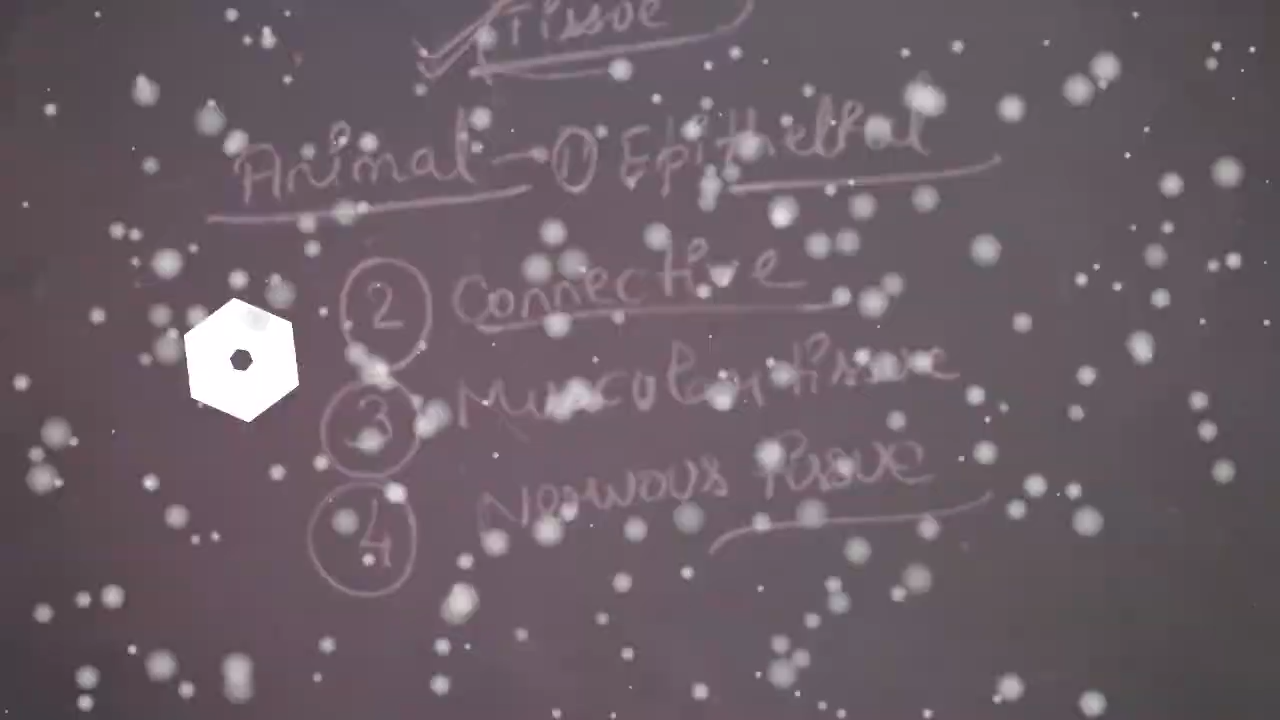 Tissue
Animal → ① Epithelial
② Connective
③ Muscular tissue
④ Nervous Tissue